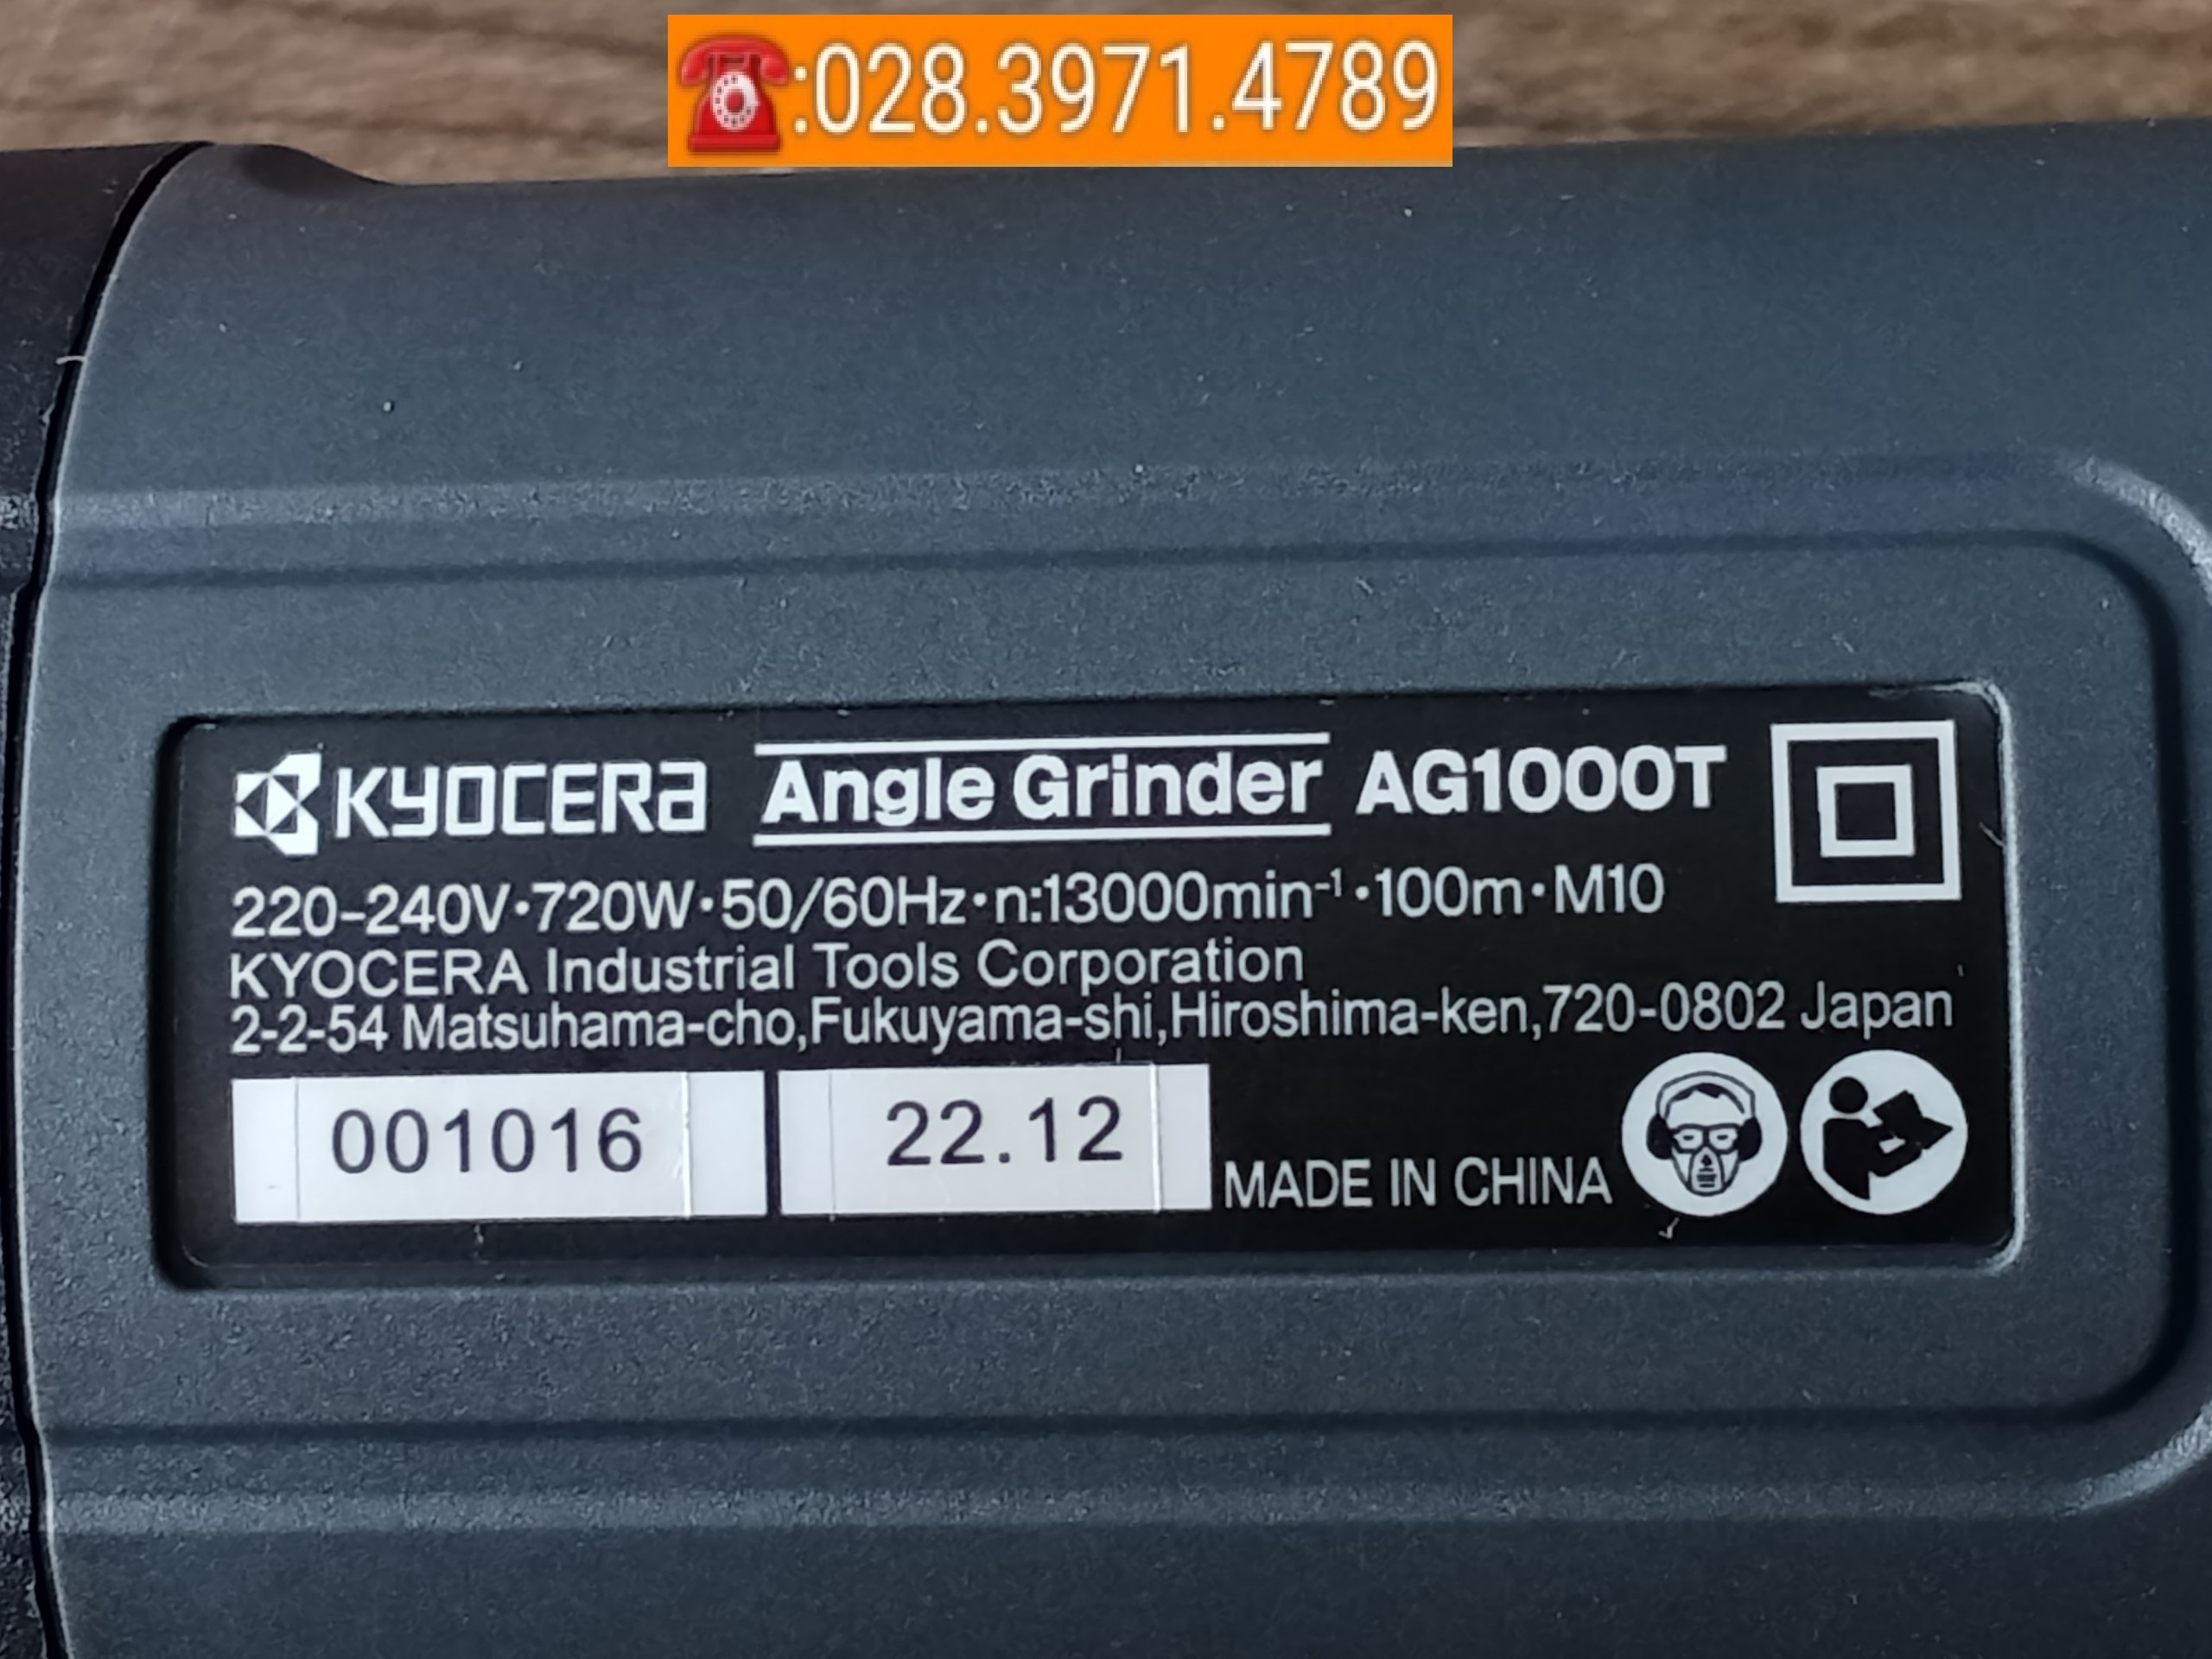 :028.3971.4789
KYOCERA Angle Grinder AG1000T
220-240V·720W·50/60Hz·n:13000min⁻¹·100m·M10
KYOCERA Industrial Tools Corporation
2-2-54 Matsuhama-cho,Fukuyama-shi,Hiroshima-ken,720-0802 Japan
001016 22.12 MADE IN CHINA